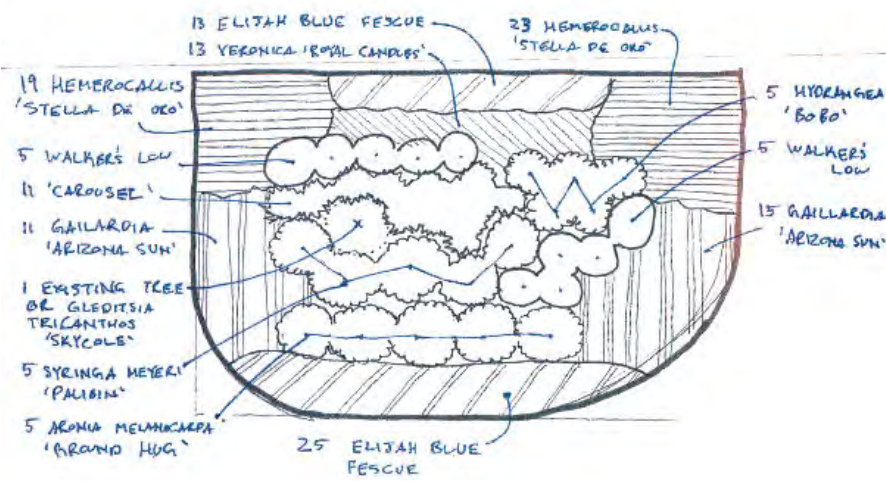 13 ELIJAH BLUE FESCUE
13 VERONICA 'ROYAL CANDLES'
23 HEMEROCALLIS
'STELLA DE ORO'
19 HEMEROCALLIS
'STELLA DE ORO'
5 WALKER'S LOW
11 'CAROUSEL'
11 GAILARDIA
'ARIZONA SUN'
1 EXISTING TREE
OR GLEDITSIA
TRICANTHOS
'SKYCOLE'
5 SYRINGA MEYERI
'PALIBIN'
5 ARONIA MELANOCARPA
'GROUND HUG'
5 HYDRANGEA
'BOBO'
5 WALKER'S
LOW
15 GAILLARDIA
'ARIZONA SUN'
25 ELIJAH BLUE
FESCUE